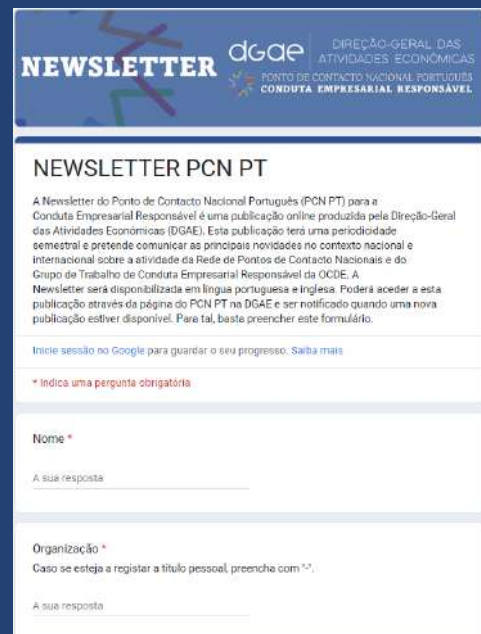 NEWSLETTER
dgae
DIREÇÃO-GERAL DAS
ATIVIDADES ECONÓMICAS
PONTO DE CONTACTO NACIONAL PORTUGUÊS
CONDUTA EMPRESARIAL RESPONSÁVEL
NEWSLETTER PCN PT
A Newsletter do Ponto de Contacto Nacional Português (PCN PT) para a
Conduta Empresarial Responsável é uma publicação online produzida pela Direção-Geral
das Atividades Económicas (DGAE). Esta publicação terá uma periodicidade
semestral e pretende comunicar as principais novidades no contexto nacional e
internacional sobre a atividade da Rede de Pontos de Contacto Nacionais e do
Grupo de Trabalho de Conduta Empresarial Responsável da OCDE. A
Newsletter será disponibilizada em língua portuguesa e inglesa. Poderá aceder a esta
publicação através da página do PCN PT na DGAE e ser notificado quando uma nova
publicação estiver disponível. Para tal, basta preencher este formulário.
Inicie sessão no Google para guardar o seu progresso. Saiba mais
* Indica uma pergunta obrigatória
Nome *
A sua resposta
Organização *
Caso se esteja a registar a título pessoal, preencha com "-".
A sua resposta